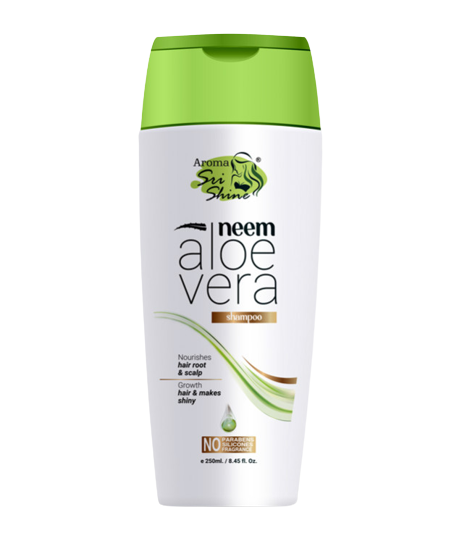 Aroma ®
Sri
Shine
neem
aloe
vera
shampoo
Nourishes
hair root
& scalp
Growth
hair & makes
shiny
NO PARABENS
SILICONE
FRAGRANCE
e 250ml. / 8.45 fl. Oz.